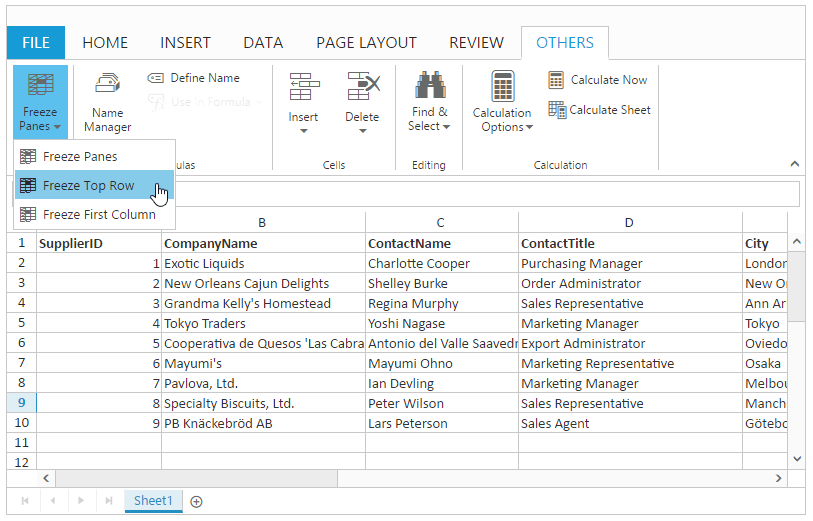 FILE HOME INSERT DATA PAGE LAYOUT REVIEW OTHERS
Freeze Panes
Name Manager
Define Name
Use in Formula
Insert
Delete
Find & Select
Calculation Options
Calculate Now
Calculate Sheet
ulas Cells Editing Calculation
Freeze Panes
Freeze Top Row
Freeze First Column
B C D
1 SupplierID CompanyName ContactName ContactTitle City
2 1 Exotic Liquids Charlotte Cooper Purchasing Manager London
3 2 New Orleans Cajun Delights Shelley Burke Order Administrator New Or
4 3 Grandma Kelly's Homestead Regina Murphy Sales Representative Ann Ar
5 4 Tokyo Traders Yoshi Nagase Marketing Manager Tokyo
6 5 Cooperativa de Quesos 'Las Cabra Antonio del Valle Saavedr Export Administrator Oviedo
7 6 Mayumi's Mayumi Ohno Marketing Representative Osaka
8 7 Pavlova, Ltd. Ian Devling Marketing Manager Melbou
9 8 Specialty Biscuits, Ltd. Peter Wilson Sales Representative Manch
10 9 PB Knäckebröd AB Lars Peterson Sales Agent Götebo
11
12
Sheet1